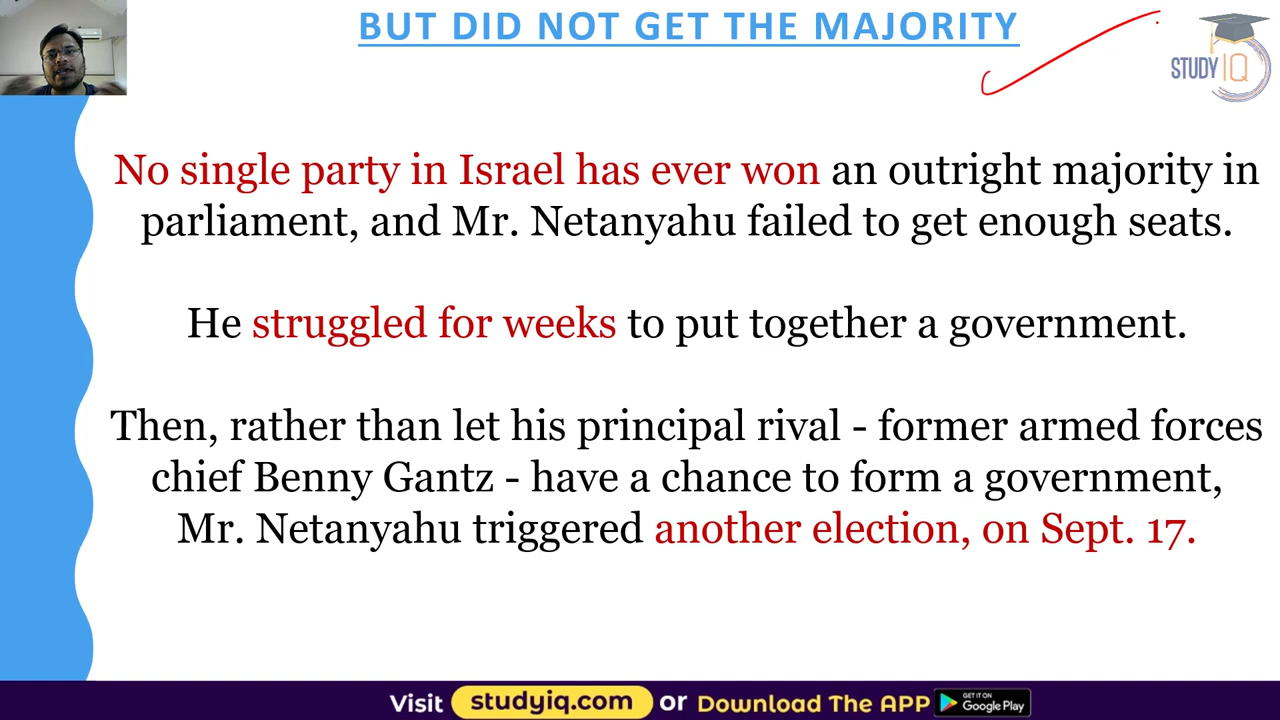 BUT DID NOT GET THE MAJORITY
STUDY IQ
No single party in Israel has ever won an outright majority in
parliament, and Mr. Netanyahu failed to get enough seats.
He struggled for weeks to put together a government.
Then, rather than let his principal rival - former armed forces
chief Benny Gantz - have a chance to form a government,
Mr. Netanyahu triggered another election, on Sept. 17.
Visit studyiq.com or Download The APP GET IT ON Google Play